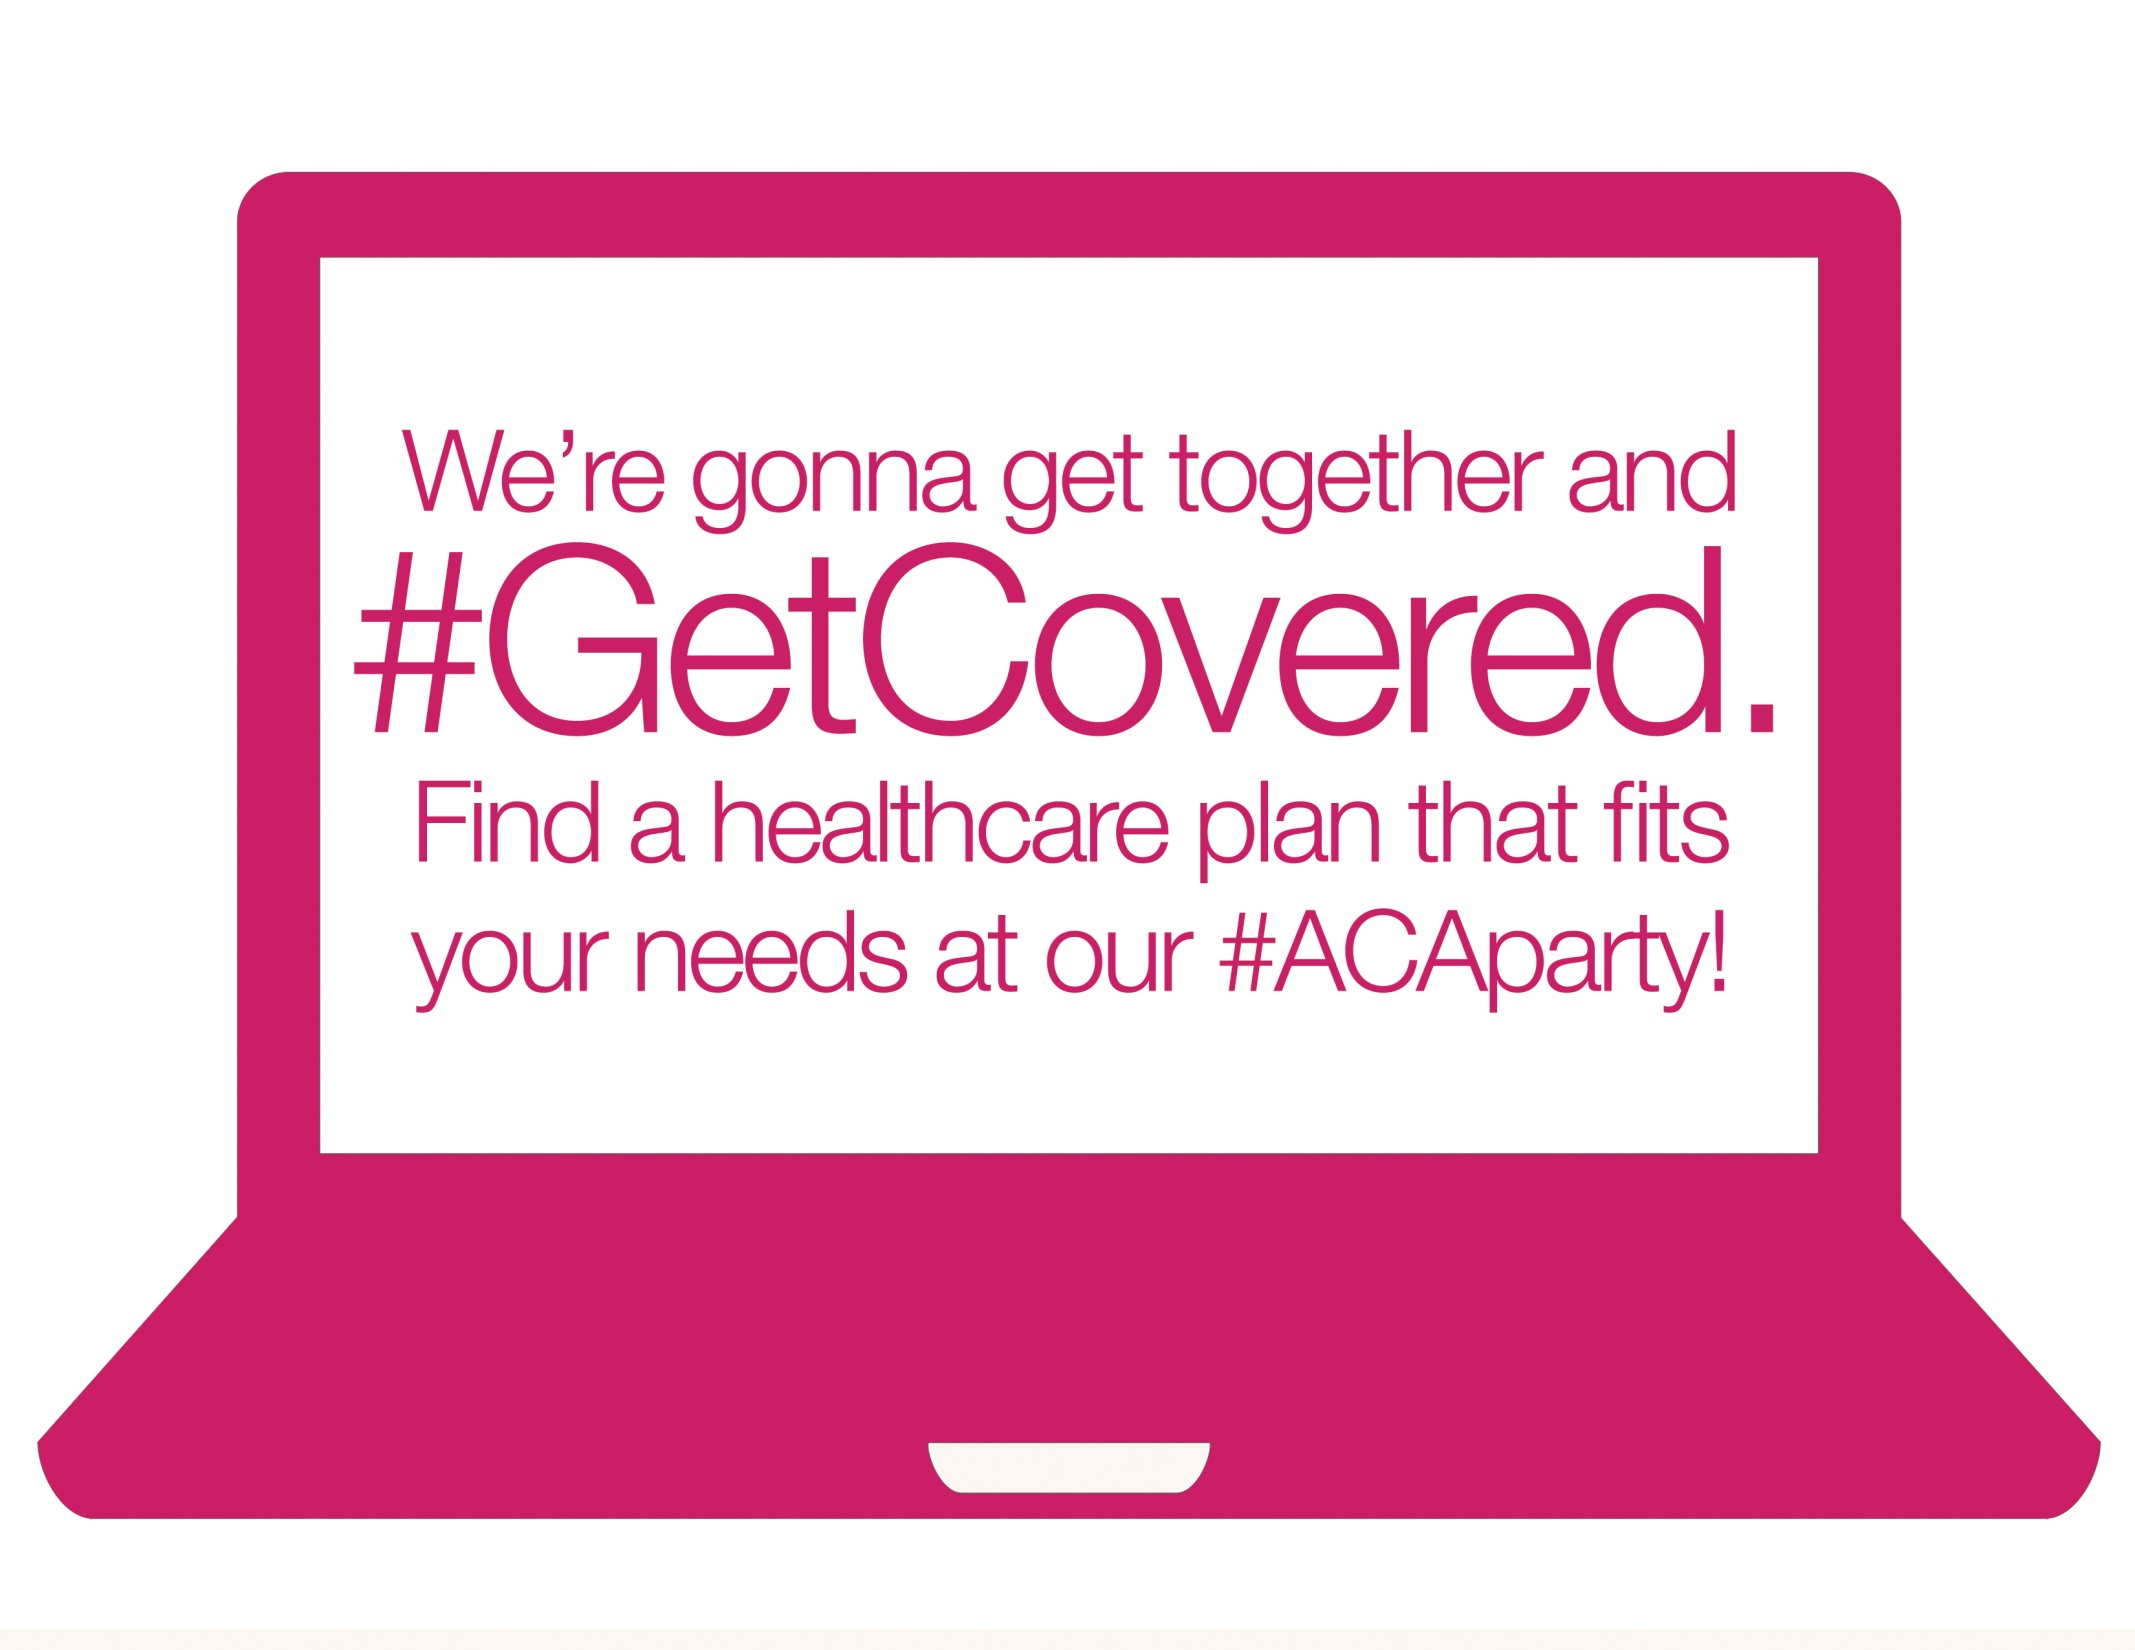 We’re gonna get together and
#GetCovered.
Find a healthcare plan that fits
your needs at our #ACAparty!